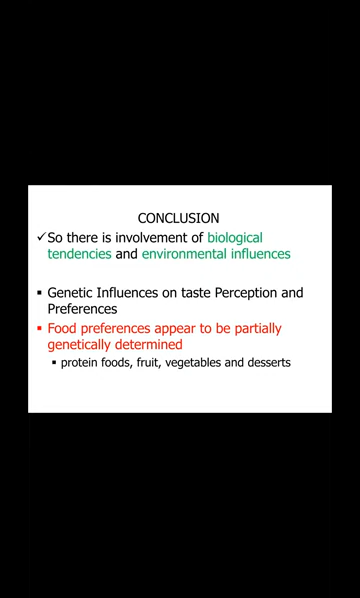 CONCLUSION
✓So there is involvement of biological
tendencies and environmental influences
▪ Genetic Influences on taste Perception and
Preferences
▪ Food preferences appear to be partially
genetically determined
▪ protein foods, fruit, vegetables and desserts